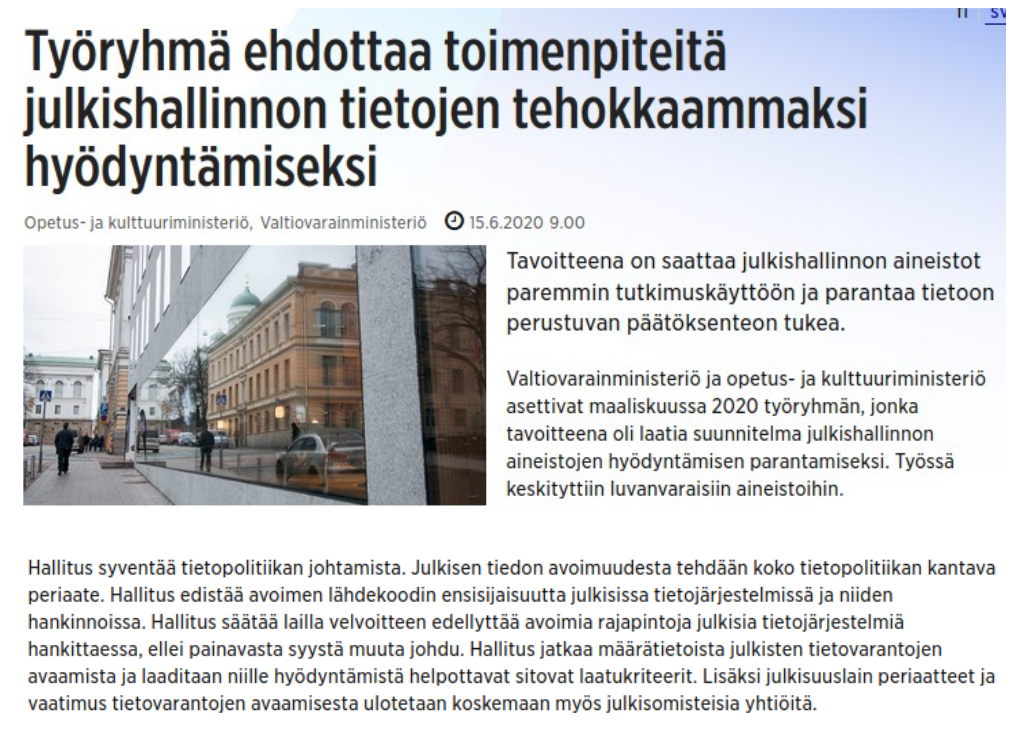 fi sv
Työryhmä ehdottaa toimenpiteitä
julkishallinnon tietojen tehokkaammaksi
hyödyntämiseksi
Opetus- ja kulttuuriministeriö, Valtiovarainministeriö 15.6.2020 9.00
Tavoitteena on saattaa julkishallinnon aineistot
paremmin tutkimuskäyttöön ja parantaa tietoon
perustuvan päätöksenteon tukea.
Valtiovarainministeriö ja opetus- ja kulttuuriministeriö
asettivat maaliskuussa 2020 työryhmän, jonka
tavoitteena oli laatia suunnitelma julkishallinnon
aineistojen hyödyntämisen parantamiseksi. Työssä
keskityttiin luvanvaraisiin aineistoihin.
Hallitus syventää tietopolitiikan johtamista. Julkisen tiedon avoimuudesta tehdään koko tietopolitiikan kantava
periaate. Hallitus edistää avoimen lähdekoodin ensisijaisuutta julkisissa tietojärjestelmissä ja niiden
hankinnoissa. Hallitus säätää lailla velvoitteen edellyttää avoimia rajapintoja julkisia tietojärjestelmiä
hankittaessa, ellei painavasta syystä muuta johdu. Hallitus jatkaa määrätietoista julkisten tietovarantojen
avaamista ja laaditaan niille hyödyntämistä helpottavat sitovat laatukriteerit. Lisäksi julkisuuslain periaatteet ja
vaatimus tietovarantojen avaamisesta ulotetaan koskemaan myös julkisomisteisia yhtiöitä.